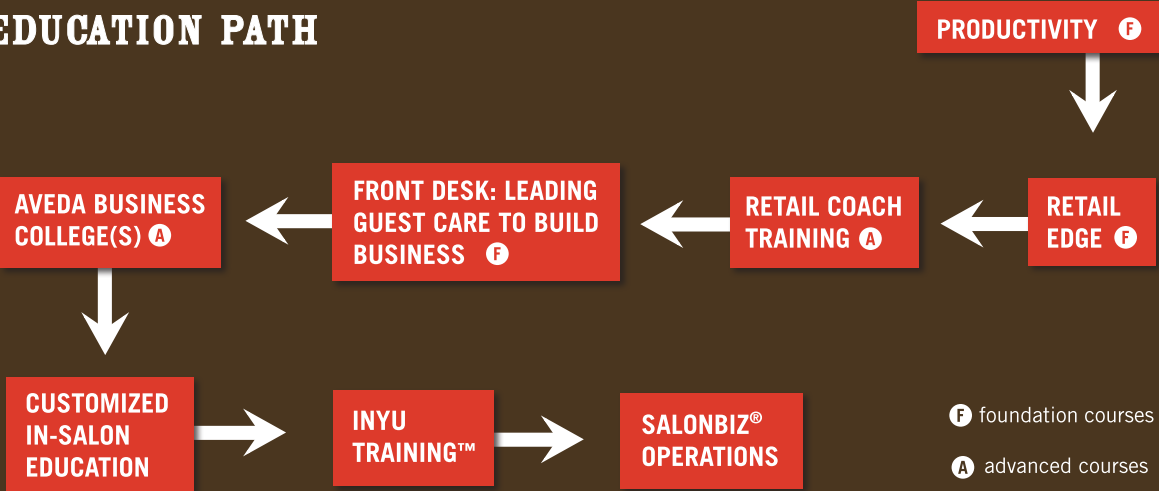 EDUCATION PATH
PRODUCTIVITY F
AVEDA BUSINESS
COLLEGE(S) A
FRONT DESK: LEADING
GUEST CARE TO BUILD
BUSINESS F
RETAIL COACH
TRAINING A
RETAIL
EDGE F
CUSTOMIZED
IN-SALON
EDUCATION
INYU
TRAINING™
SALONBIZ®
OPERATIONS
F foundation courses
A advanced courses